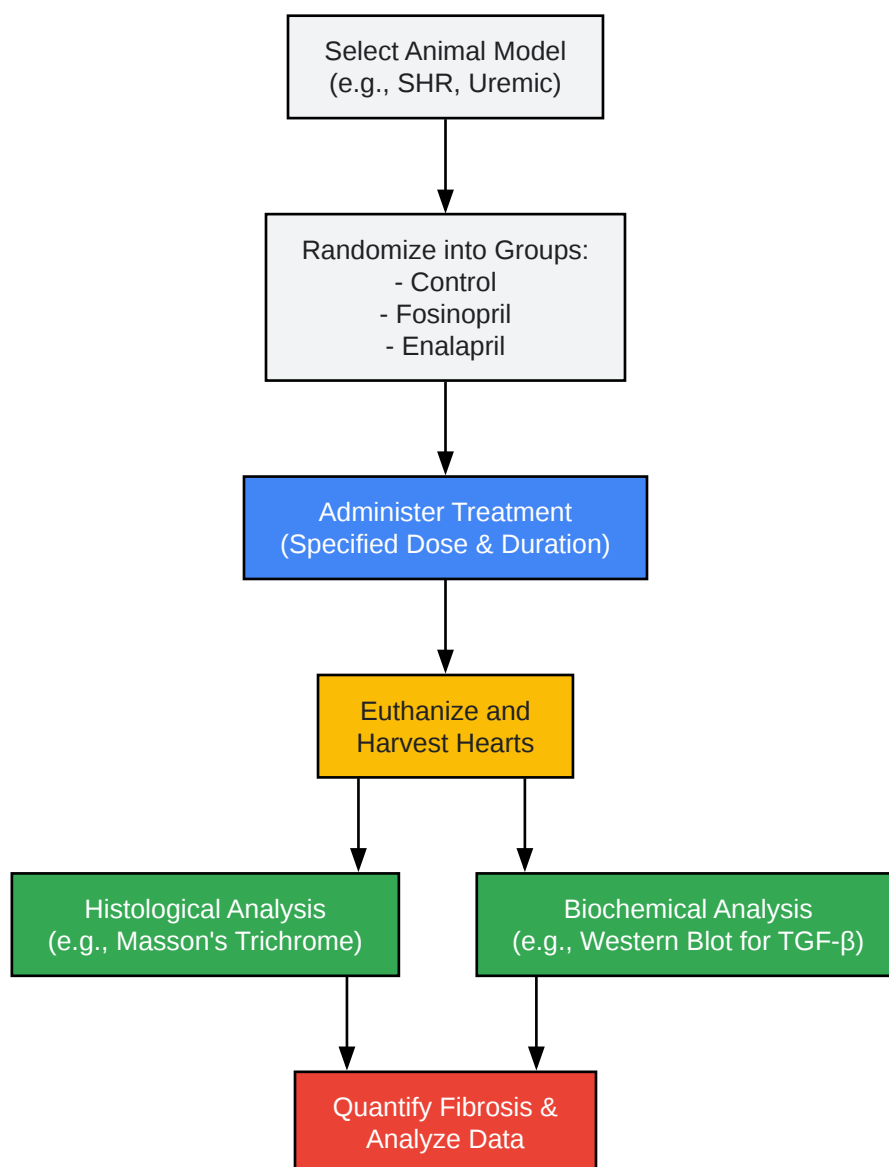 Select Animal Model
(e.g., SHR, Uremic)
Randomize into Groups:
- Control
- Fosinopril
- Enalapril
Administer Treatment
(Specified Dose & Duration)
Euthanize and
Harvest Hearts
Histological Analysis
(e.g., Masson's Trichrome)
Biochemical Analysis
(e.g., Western Blot for TGF-β)
Quantify Fibrosis &
Analyze Data